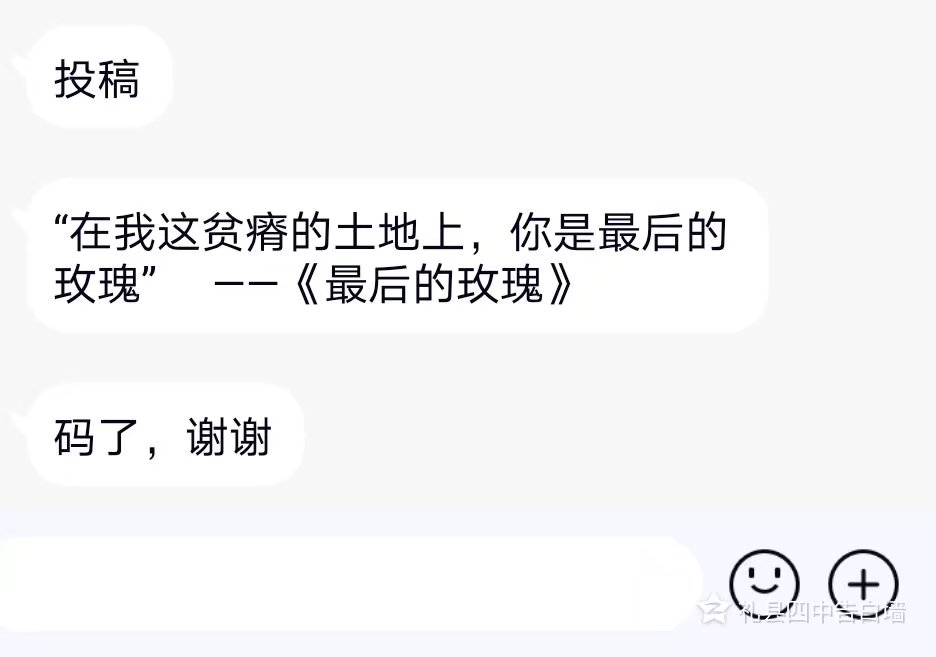 投稿
“在我这贫瘠的土地上，你是最后的
玫瑰” ——《最后的玫瑰》
码了，谢谢
礼县四中告白墙